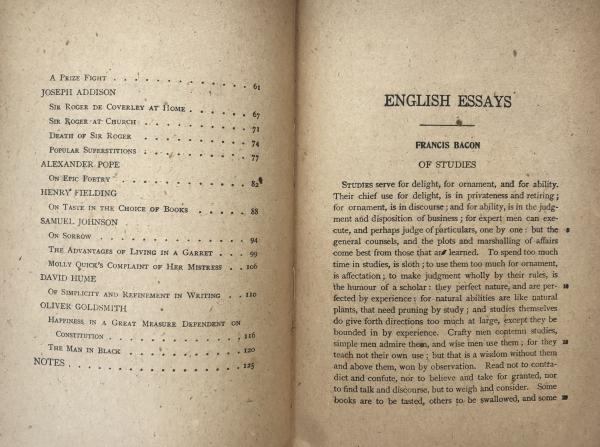 A Prize Fight . . . . . . . . . . . 61
JOSEPH ADDISON
Sir Roger de Coverley at Home . . . . . . 67
Sir Roger at Church . . . . . . . . 71
Death of Sir Roger . . . . . . . . 74
Popular Superstitions . . . . . . . . 77
ALEXANDER POPE
On Epic Poetry . . . . . . . . . . 82
HENRY FIELDING
On Taste in the Choice of Books . . . . . 88
SAMUEL JOHNSON
On Sorrow . . . . . . . . . . . 94
The Advantages of Living in a Garret . . . 99
Molly Quick's Complaint of Her Mistress . . 106
DAVID HUME
Of Simplicity and Refinement in Writing . . 110
OLIVER GOLDSMITH
Happiness in a Great Measure Dependent on
Constitution . . . . . . . . . . 116
The Man in Black . . . . . . . . . 120
NOTES . . . . . . . . . . . . . 125
ENGLISH ESSAYS
FRANCIS BACON
OF STUDIES
Studies serve for delight, for ornament, and for ability.
Their chief use for delight, is in privateness and retiring ;
for ornament, is in discourse ; and for ability, is in the judg-
ment and disposition of business ; for expert men can exe-
cute, and perhaps judge of particulars, one by one : but the 5
general counsels, and the plots and marshalling of affairs
come best from those that are learned. To spend too much
time in studies, is sloth ; to use them too much for ornament,
is affectation ; to make judgment wholly by their rules, is
the humour of a scholar : they perfect nature, and are per- 10
fected by experience : for natural abilities are like natural
plants, that need pruning by study ; and studies themselves
do give forth directions too much at large, except they be
bounded in by experience. Crafty men contemn studies,
simple men admire them, and wise men use them ; for they 15
teach not their own use ; but that is a wisdom without them
and above them, won by observation. Read not to contra-
dict and confute, nor to believe and take for granted, nor
to find talk and discourse, but to weigh and consider. Some
books are to be tasted, others to be swallowed, and some 20